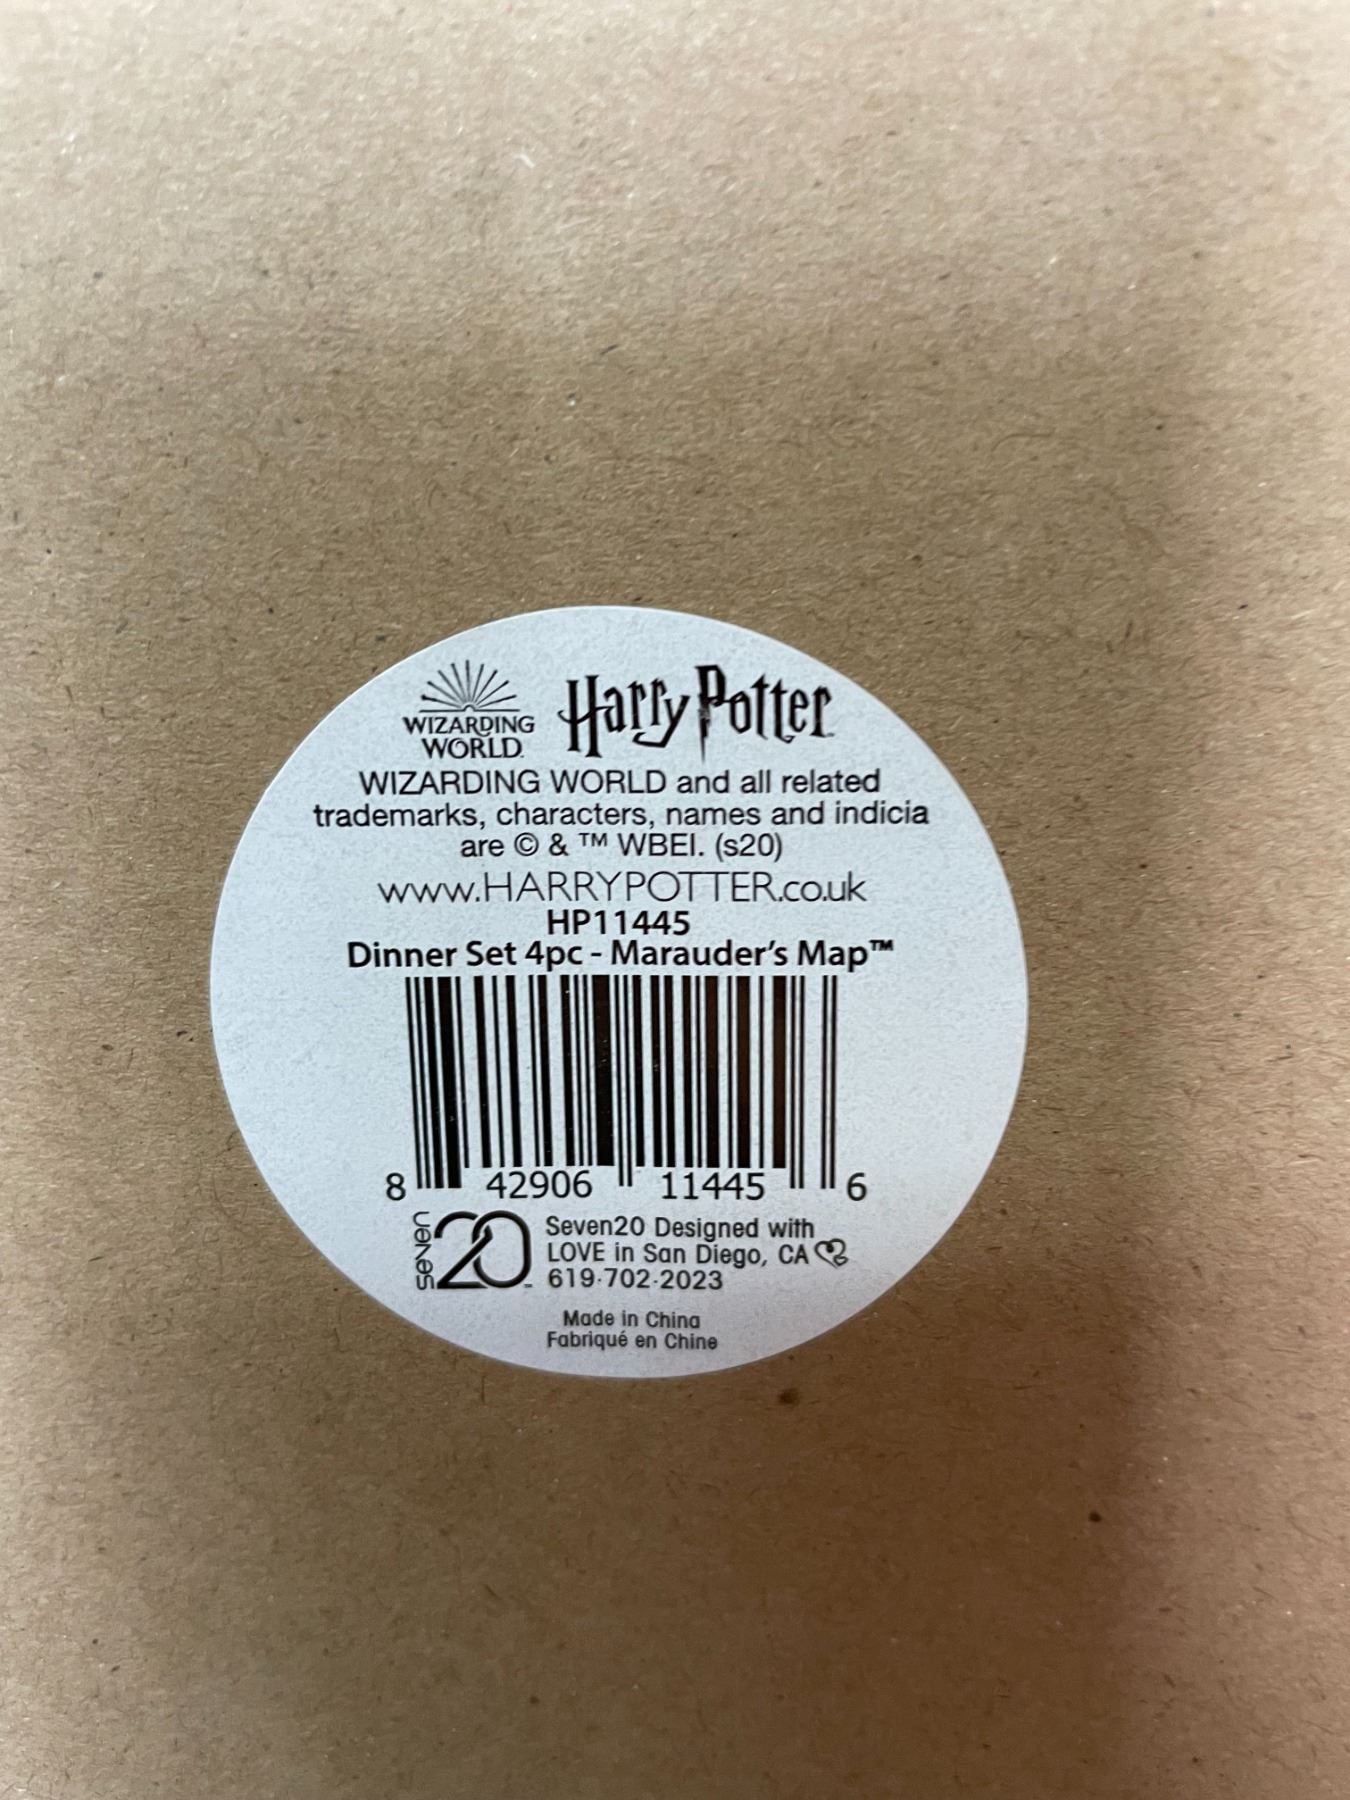 WIZARDING
WORLD
Harry Potter
WIZARDING WORLD and all related
trademarks, characters, names and indicia
are © & ™ WBEI. (s20)
www.HARRYPOTTER.co.uk
HP11445
Dinner Set 4pc - Marauder's Map™
8 42906 11445 6
seven20
Seven20 Designed with
LOVE in San Diego, CA
619·702·2023
Made in China
Fabriqué en Chine